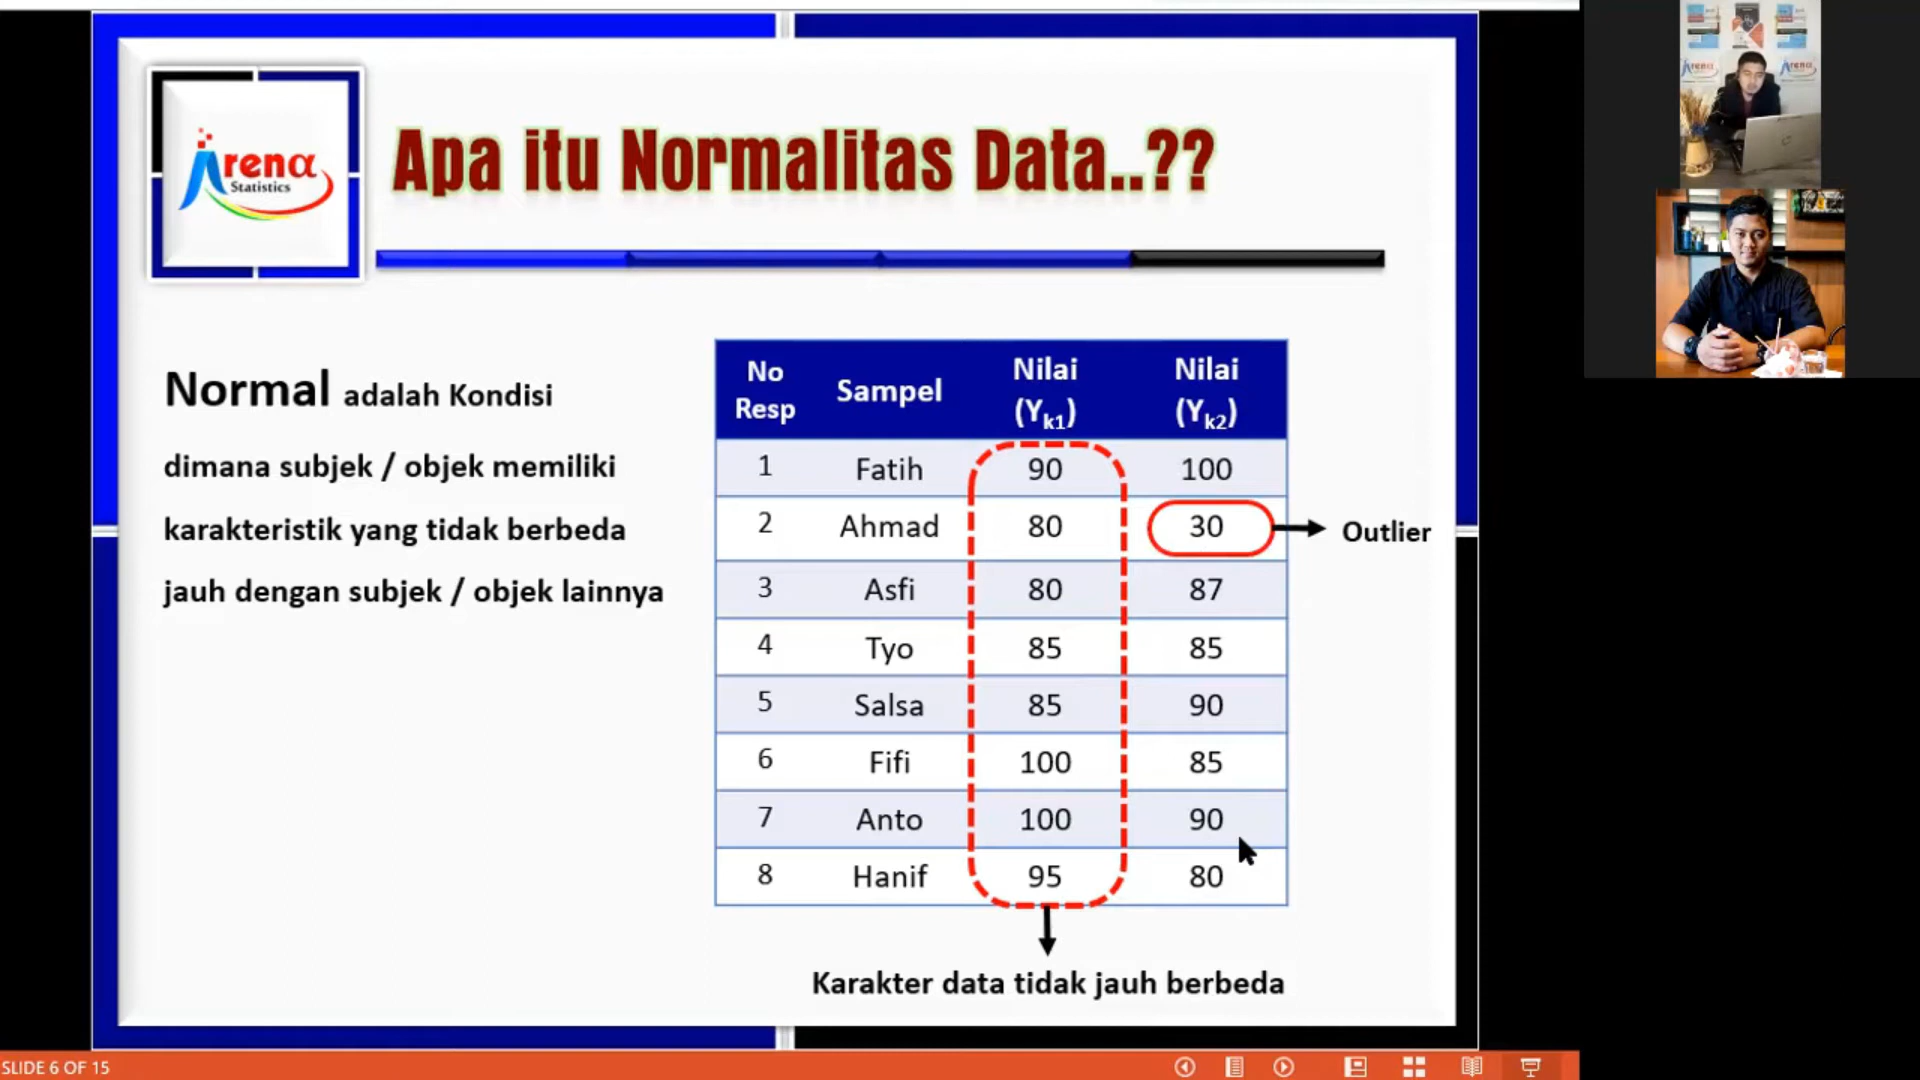 Arena
Statistics
Apa itu Normalitas Data..??
Normal adalah Kondisi
dimana subjek / objek memiliki
karakteristik yang tidak berbeda
jauh dengan subjek / objek lainnya
No Resp Sampel Nilai (Yk1) Nilai (Yk2)
1 Fatih 90 100
2 Ahmad 80 30
Outlier
3 Asfi 80 87
4 Tyo 85 85
5 Salsa 85 90
6 Fifi 100 85
7 Anto 100 90
8 Hanif 95 80
Karakter data tidak jauh berbeda
SLIDE 6 OF 15
Arena
Arena